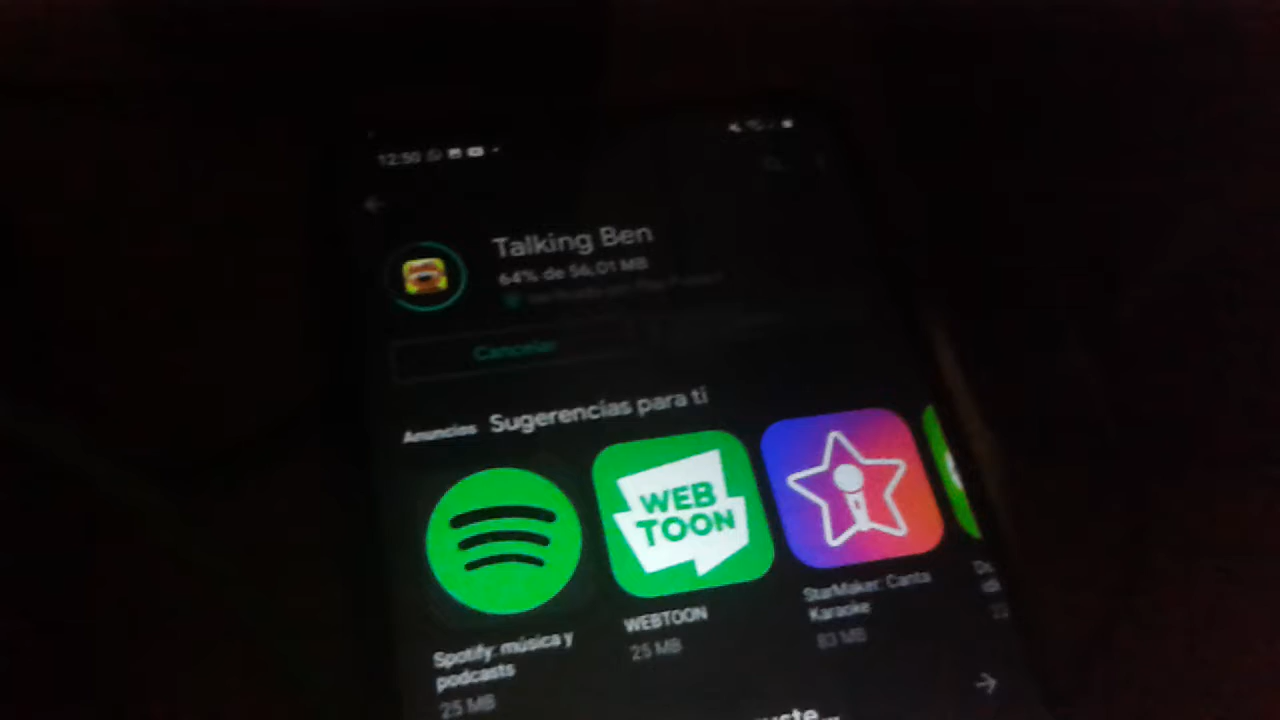 12:50
Talking Ben
64% de 56,01 MB
Cancelar
Anuncios Sugerencias para ti
WEB
TOON
Spotify: música y
podcasts
25 MB
WEBTOON
25 MB
StarMaker: Canta
Karaoke
83 MB